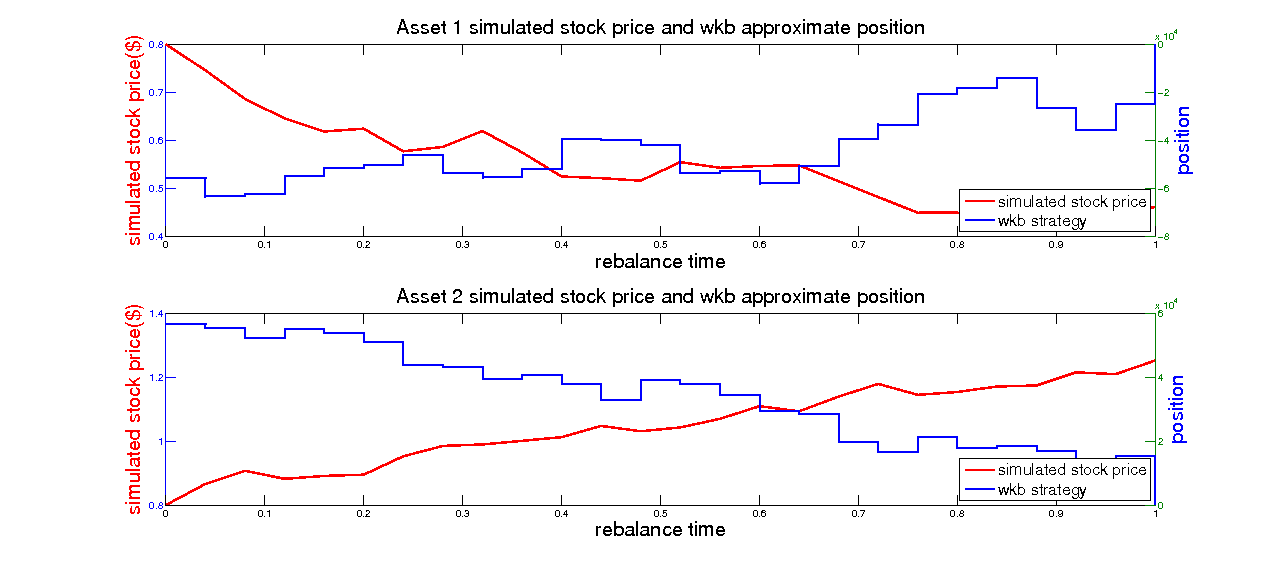 Asset 1 simulated stock price and wkb approximate position
x 10^4
simulated stock price($)
0.8
0.7
0.6
0.5
0.4
0
-2
-4
-6
-8
position
simulated stock price
wkb strategy
0 0.1 0.2 0.3 0.4 0.5 0.6 0.7 0.8 0.9 1
rebalance time
Asset 2 simulated stock price and wkb approximate position
x 10^4
simulated stock price($)
1.4
1.2
1
0.8
6
4
2
0
position
simulated stock price
wkb strategy
0 0.1 0.2 0.3 0.4 0.5 0.6 0.7 0.8 0.9 1
rebalance time